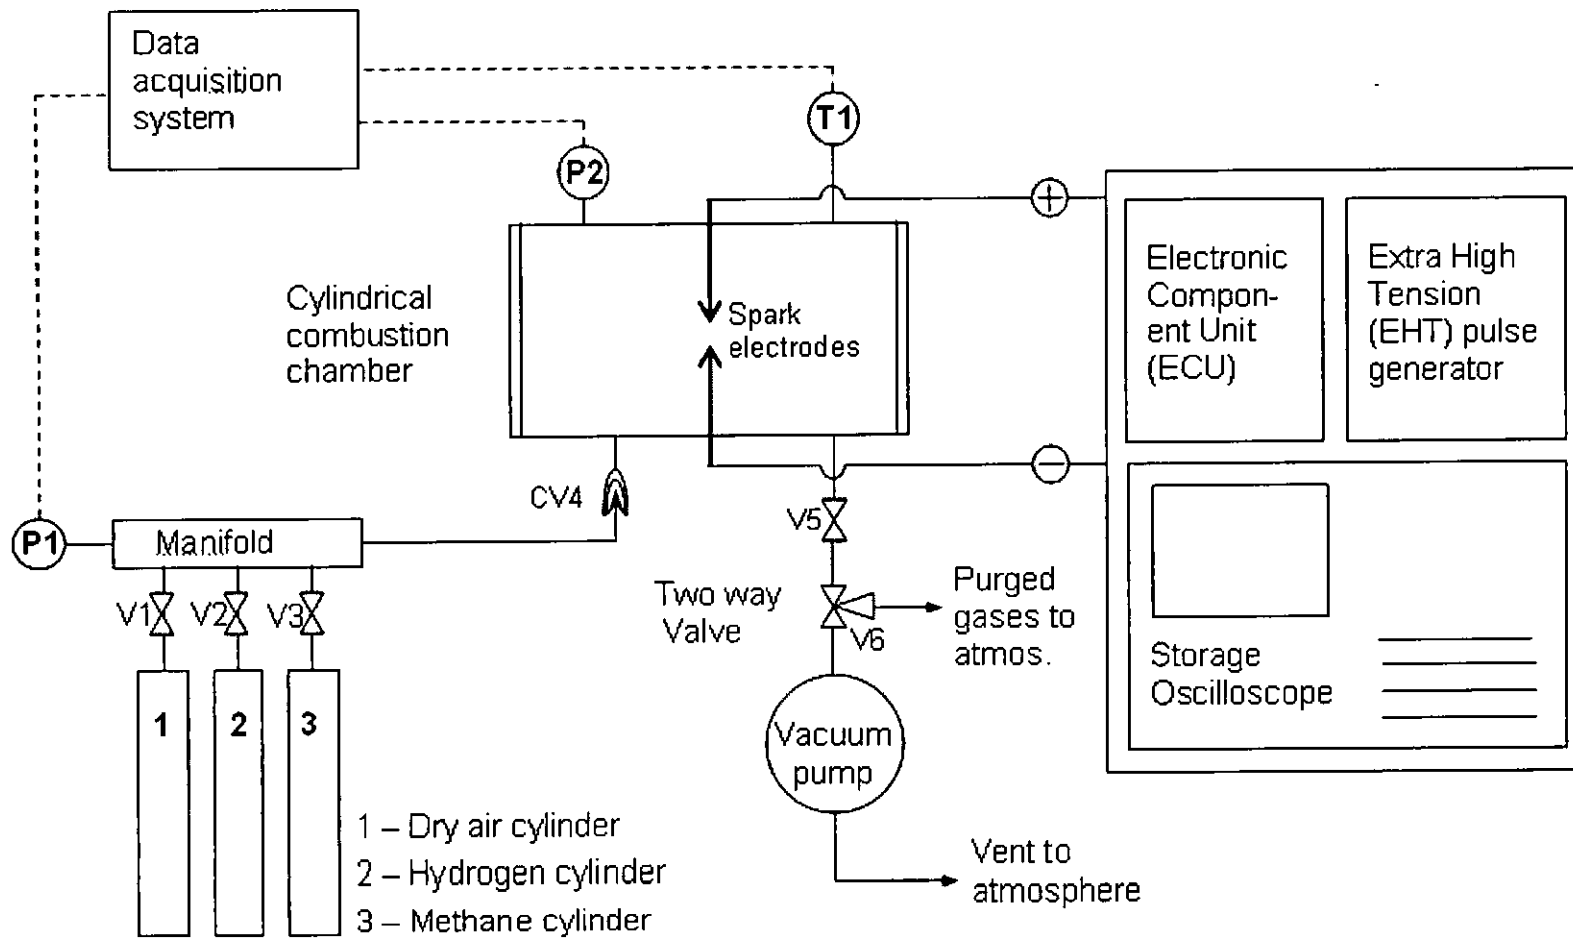 Data
acquisition
system
T1
P2
+
Electronic
Compon-
ent Unit
(ECU)
Extra High
Tension
(EHT) pulse
generator
Cylindrical
combustion
chamber
Spark
electrodes
−
CV4
V5
P1
Manifold
Two way
Valve
V6
Purged
gases to
atmos.
V1
V2
V3
Storage
Oscilloscope
1
2
3
Vacuum
pump
1 – Dry air cylinder
2 – Hydrogen cylinder
3 – Methane cylinder
Vent to
atmosphere